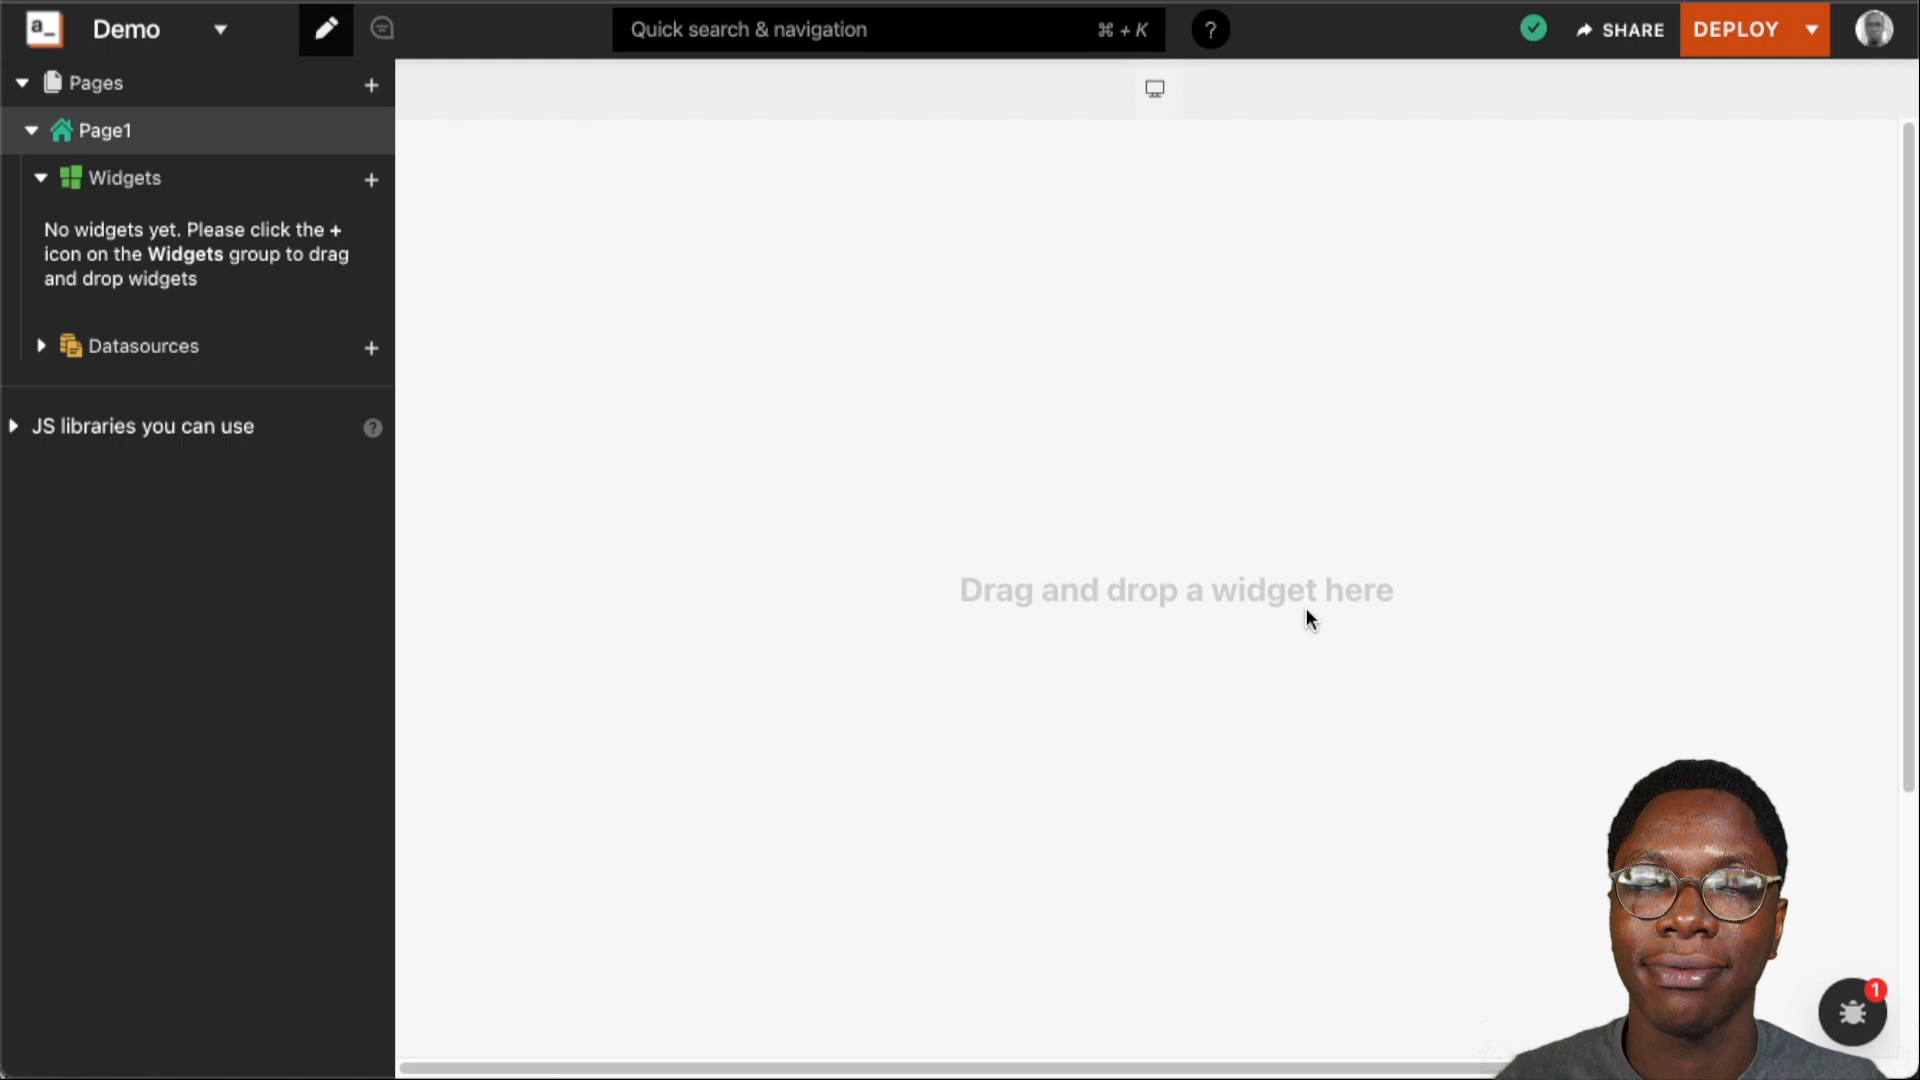 a_ Demo
Quick search & navigation ⌘ + K ?
SHARE DEPLOY
Pages +
Page1
Widgets +
No widgets yet. Please click the +
icon on the Widgets group to drag
and drop widgets
Datasources +
JS libraries you can use ?
Drag and drop a widget here
1